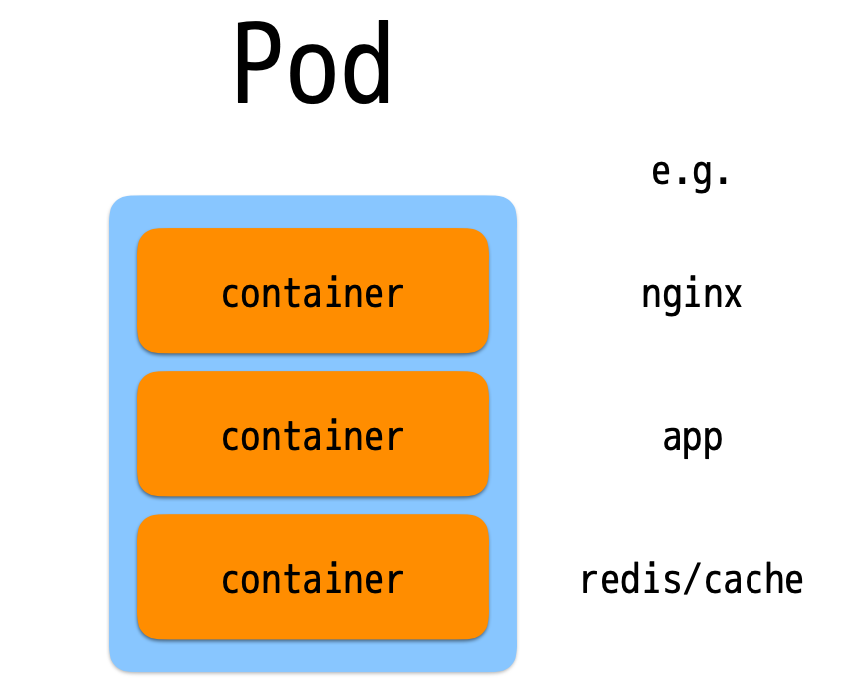 Pod
e.g.
container
nginx
container
app
container
redis/cache